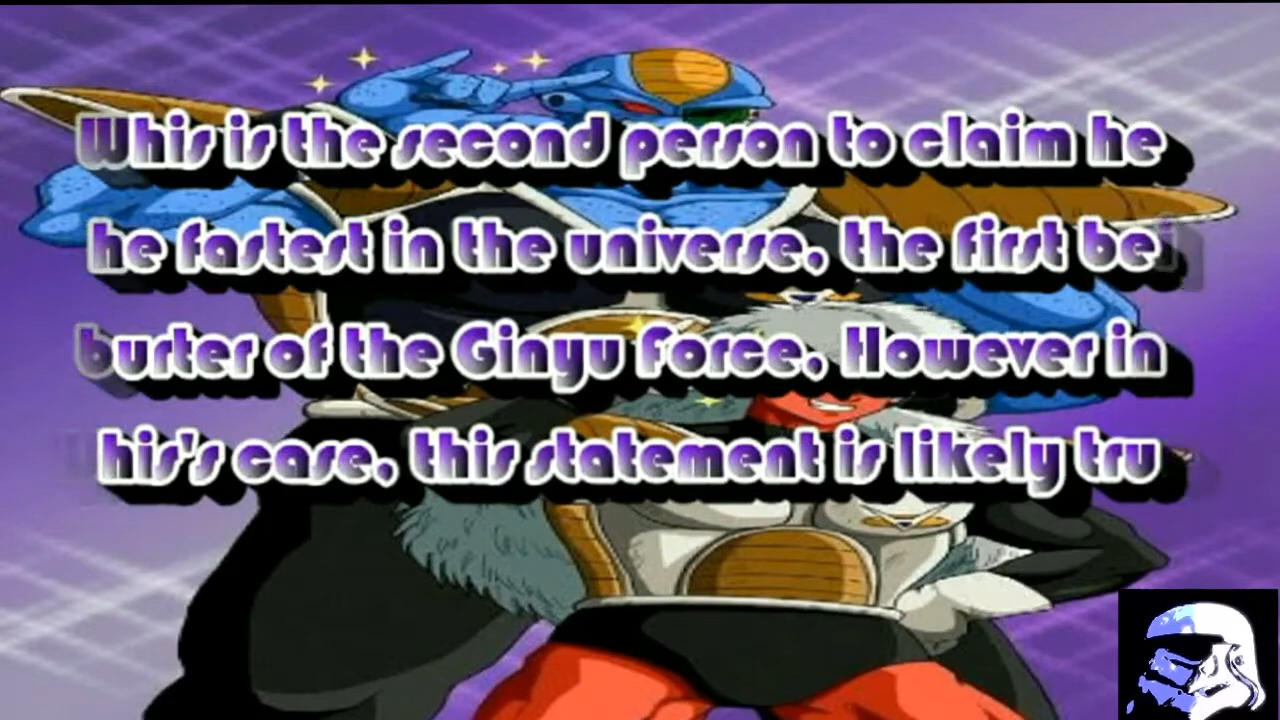 Whis is the second person to claim he
he fastest in the universe, the first bei
burter of the Ginyu Force, However in
his's case, this statement is likely tru